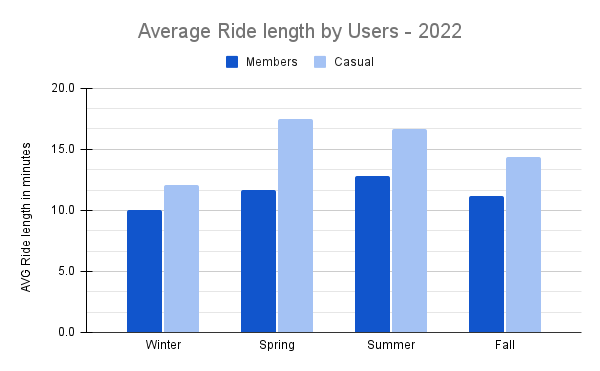 Average Ride length by Users - 2022
Members
Casual
AVG Ride length in minutes
20.0
15.0
10.0
5.0
0.0
Winter
Spring
Summer
Fall